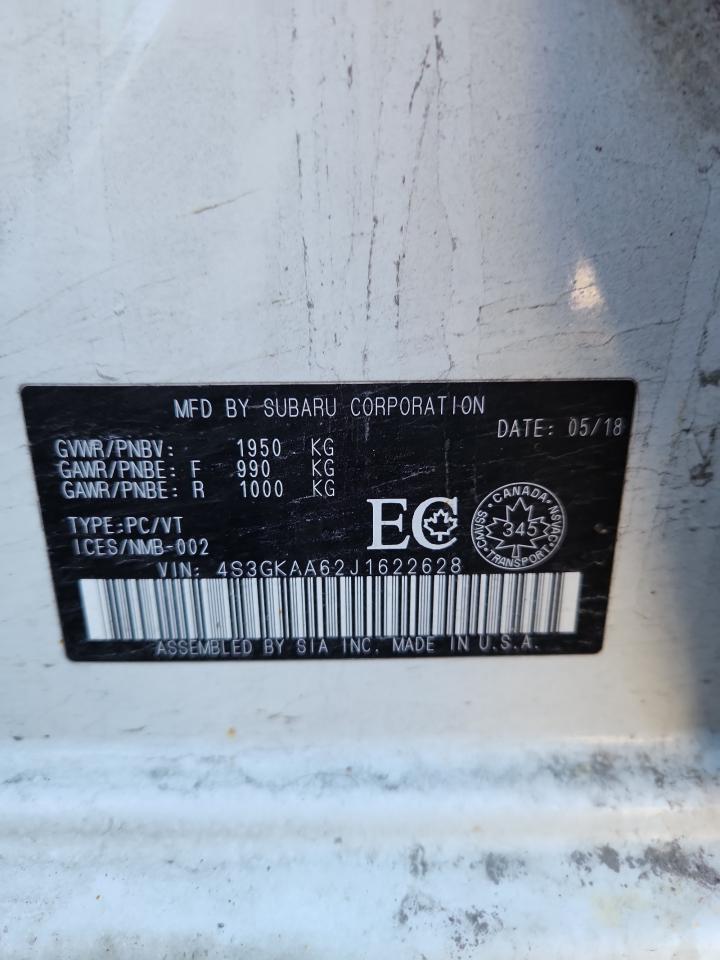 MFD BY SUBARU CORPORATION
DATE: 05/18
GVWR/PNBV: 1950 KG
GAWR/PNBE: F 990 KG
GAWR/PNBE: R 1000 KG
TYPE:PC/VT
ICES/NMB-002
EC
CANADA
CMVSS NSVAC
345
TRANSPORT
VIN: 4S3GKAA62J1622628
ASSEMBLED BY SIA INC. MADE IN U.S.A.